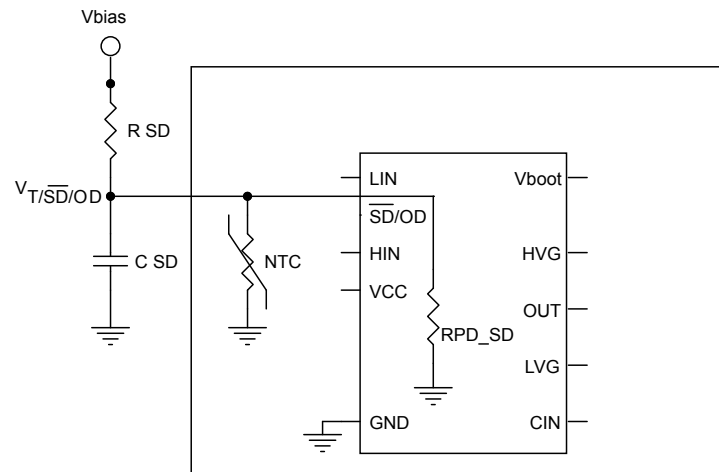 Vbias
R SD
VT/SD/OD
C SD
NTC
LIN
SD/OD
HIN
VCC
GND
RPD_SD
Vboot
HVG
OUT
LVG
CIN